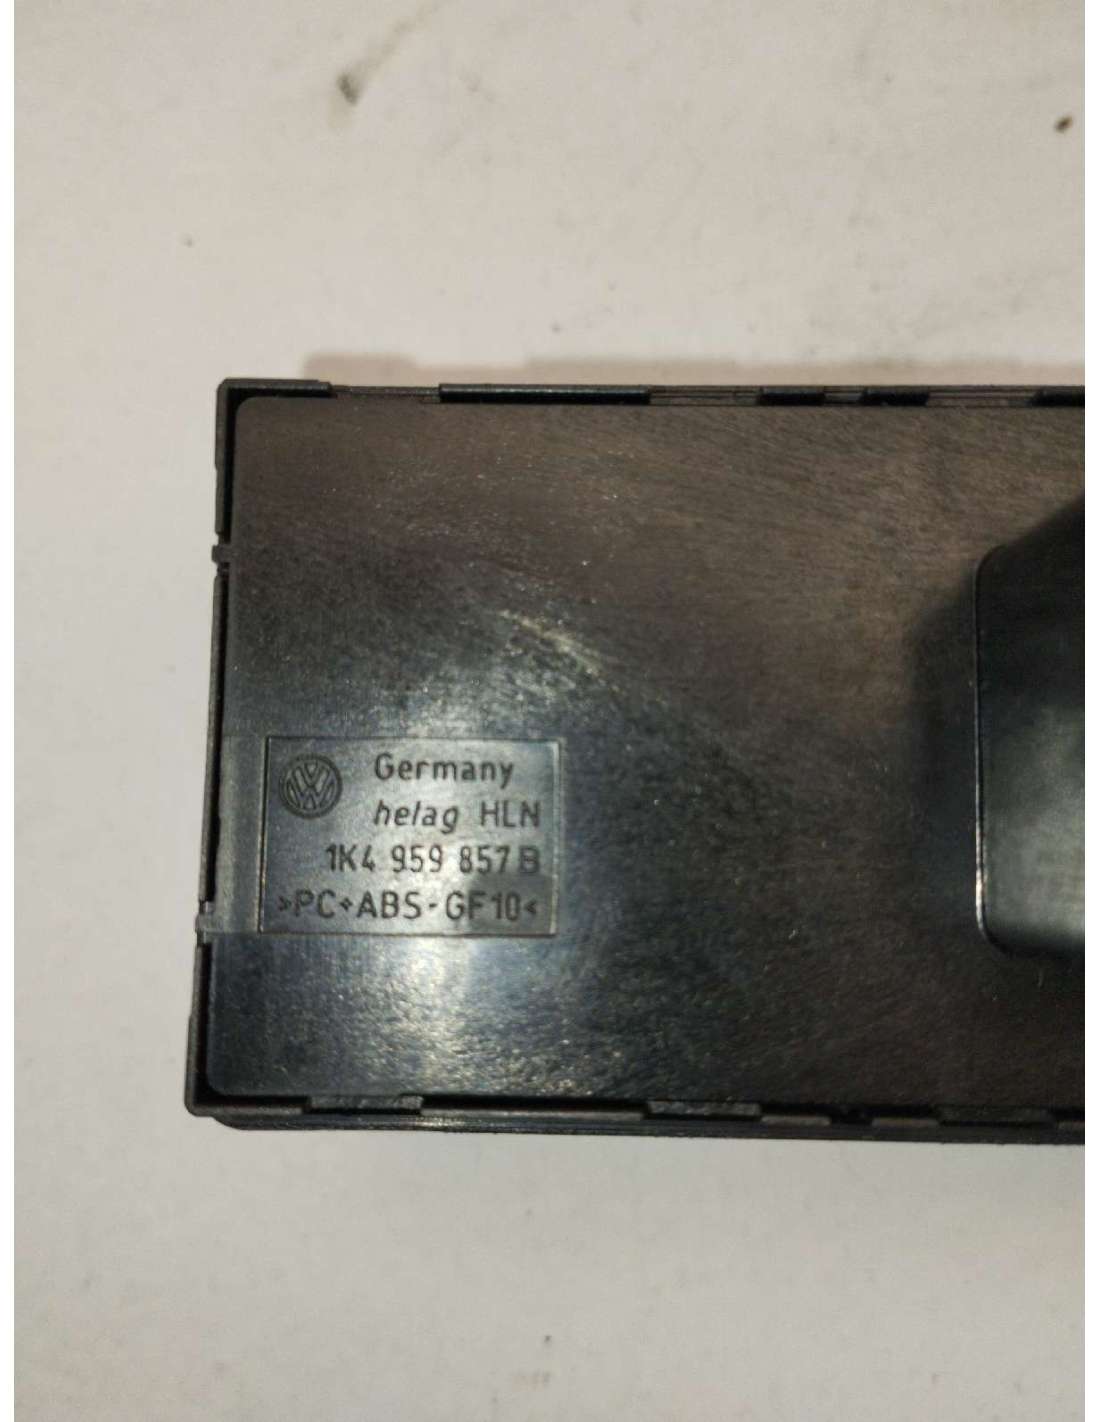 Germany
helag HLN
1K4 959 857 B
>PC+ABS-GF10<